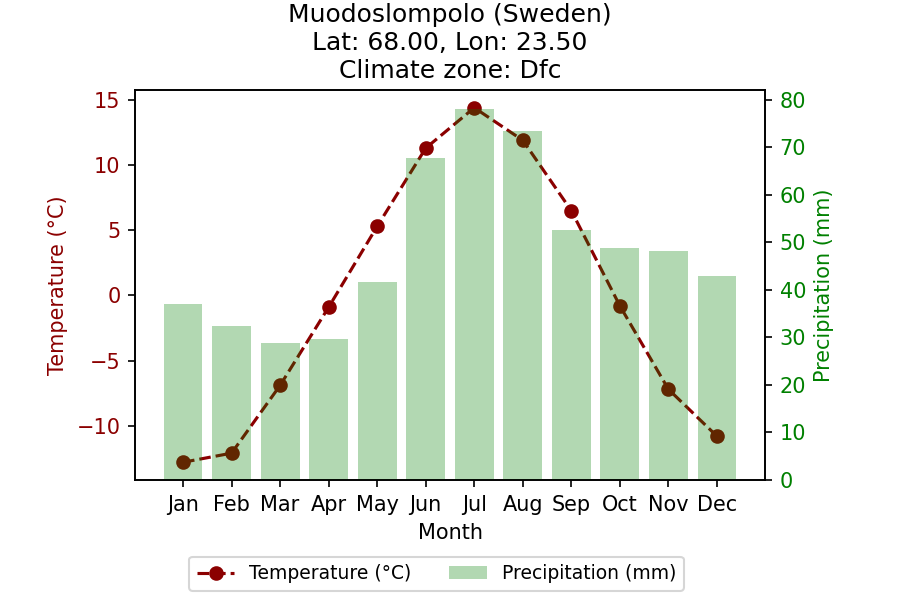 Muodoslompolo (Sweden)
Lat: 68.00, Lon: 23.50
Climate zone: Dfc
15
10
5
0
−5
−10
Temperature (°C)
80
70
60
50
40
30
20
10
0
Precipitation (mm)
Jan Feb Mar Apr May Jun Jul Aug Sep Oct Nov Dec
Month
Temperature (°C) Precipitation (mm)